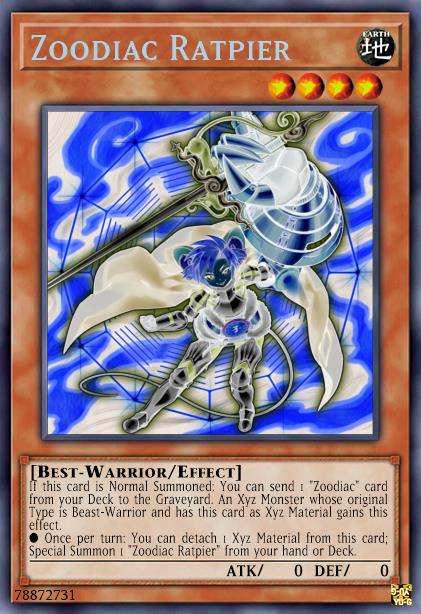 Zoodiac Ratpier
EARTH
地
[Best-Warrior/Effect]
If this card is Normal Summoned: You can send 1 "Zoodiac" card
from your Deck to the Graveyard. An Xyz Monster whose original
Type is Beast-Warrior and has this card as Xyz Material gains this
effect.
● Once per turn: You can detach 1 Xyz Material from this card;
Special Summon 1 "Zoodiac Ratpier" from your hand or Deck.
ATK/ 0 DEF/ 0
78872731